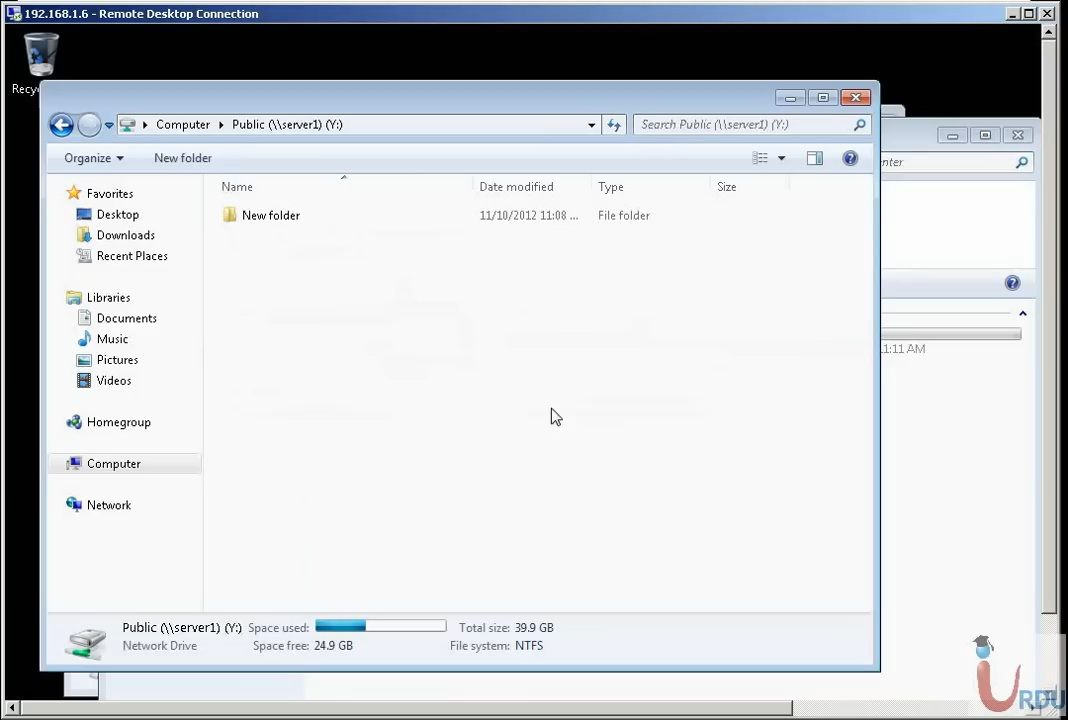 192.168.1.6 - Remote Desktop Connection
Computer
Public (\\server1) (Y:)
Search Public (\\server1) (Y:)
Organize
New folder
Name
Date modified
Type
Size
New folder
11/10/2012 11:08 ...
File folder
Favorites
Desktop
Downloads
Recent Places
Libraries
Documents
Music
Pictures
Videos
Homegroup
Computer
Network
11:11 AM
Public (\\server1) (Y:)
Space used:
Total size: 39.9 GB
Network Drive
Space free: 24.9 GB
File system: NTFS
URDU